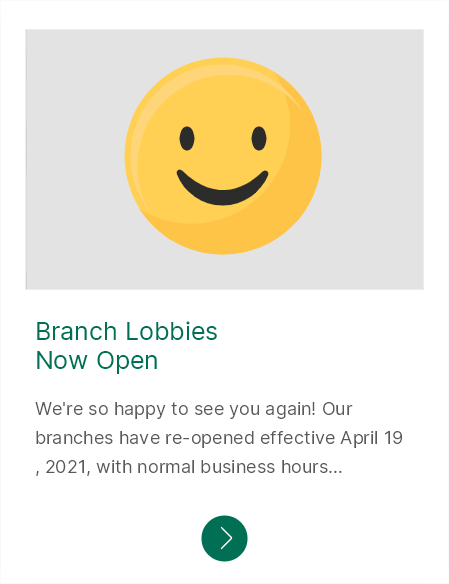 Branch Lobbies
Now Open
We're so happy to see you again! Our
branches have re-opened effective April 19
, 2021, with normal business hours...